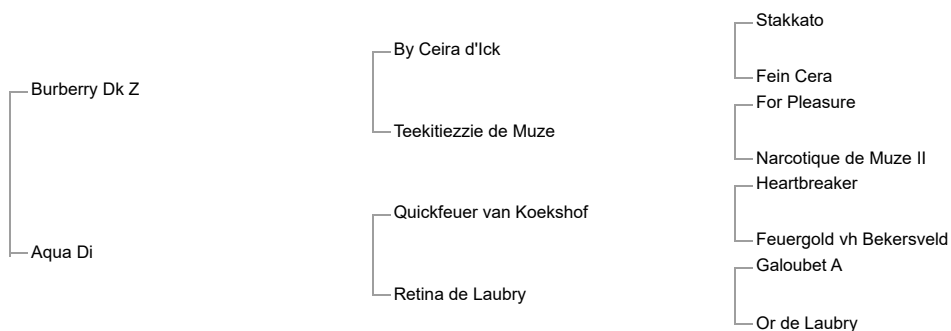 Stakkato
By Ceira d'Ick
Fein Cera
Burberry Dk Z
For Pleasure
Teekitiezzie de Muze
Narcotique de Muze II
Heartbreaker
Quickfeuer van Koekshof
Feuergold vh Bekersveld
Aqua Di
Galoubet A
Retina de Laubry
Or de Laubry